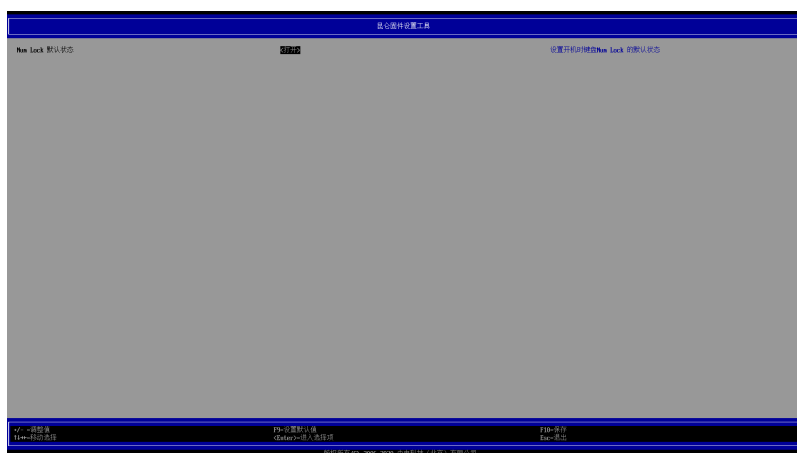 昆仑固件设置工具
Num Lock 默认状态
<打开>
设置开机时键盘Num Lock 的默认状态
+/- =调整值
F9=设置默认值
F10=保存
↑↓←→=移动选择
<Enter>=进入选择项
Esc=退出